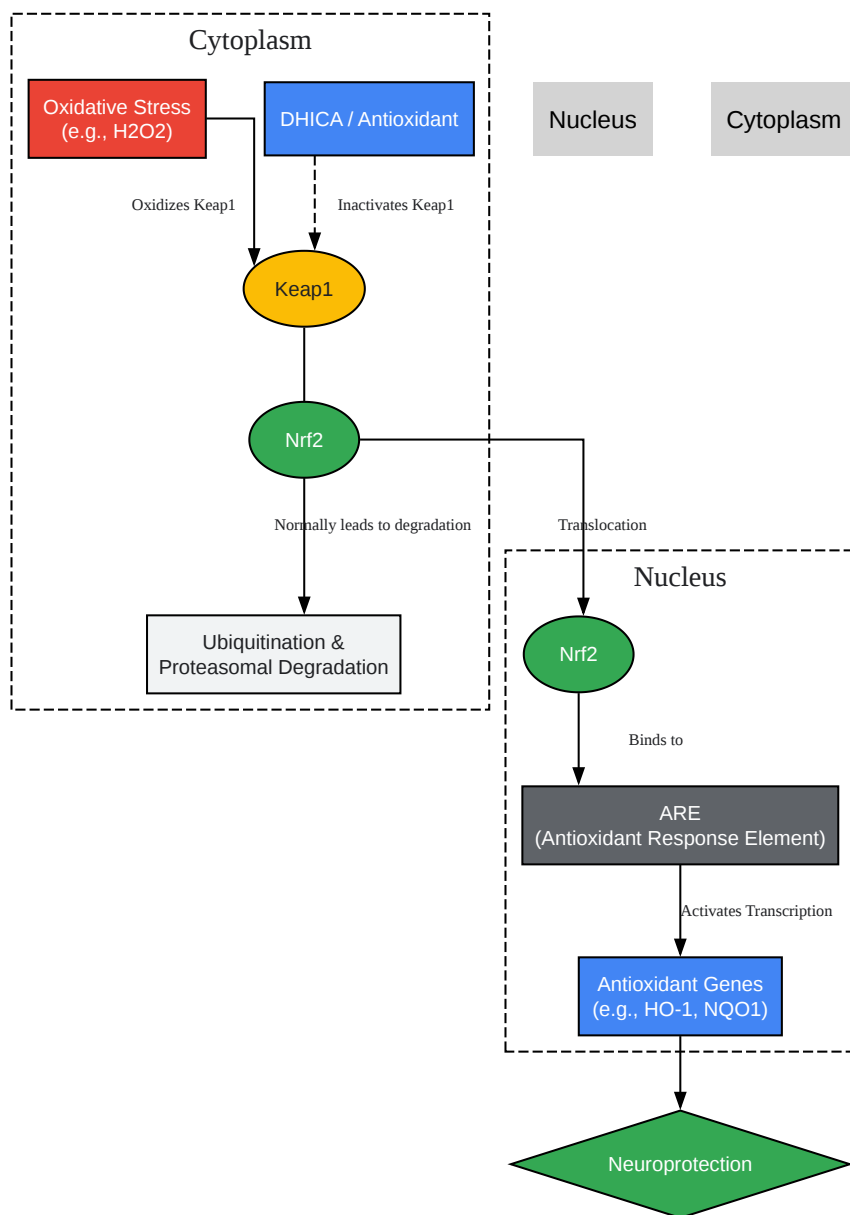 Cytoplasm
Oxidative Stress
(e.g., H2O2)
DHICA / Antioxidant
Nucleus
Cytoplasm
Oxidizes Keap1
Inactivates Keap1
Keap1
Nrf2
Normally leads to degradation
Translocation
Nucleus
Ubiquitination &
Proteasomal Degradation
Nrf2
Binds to
ARE
(Antioxidant Response Element)
Activates Transcription
Antioxidant Genes
(e.g., HO-1, NQO1)
Neuroprotection